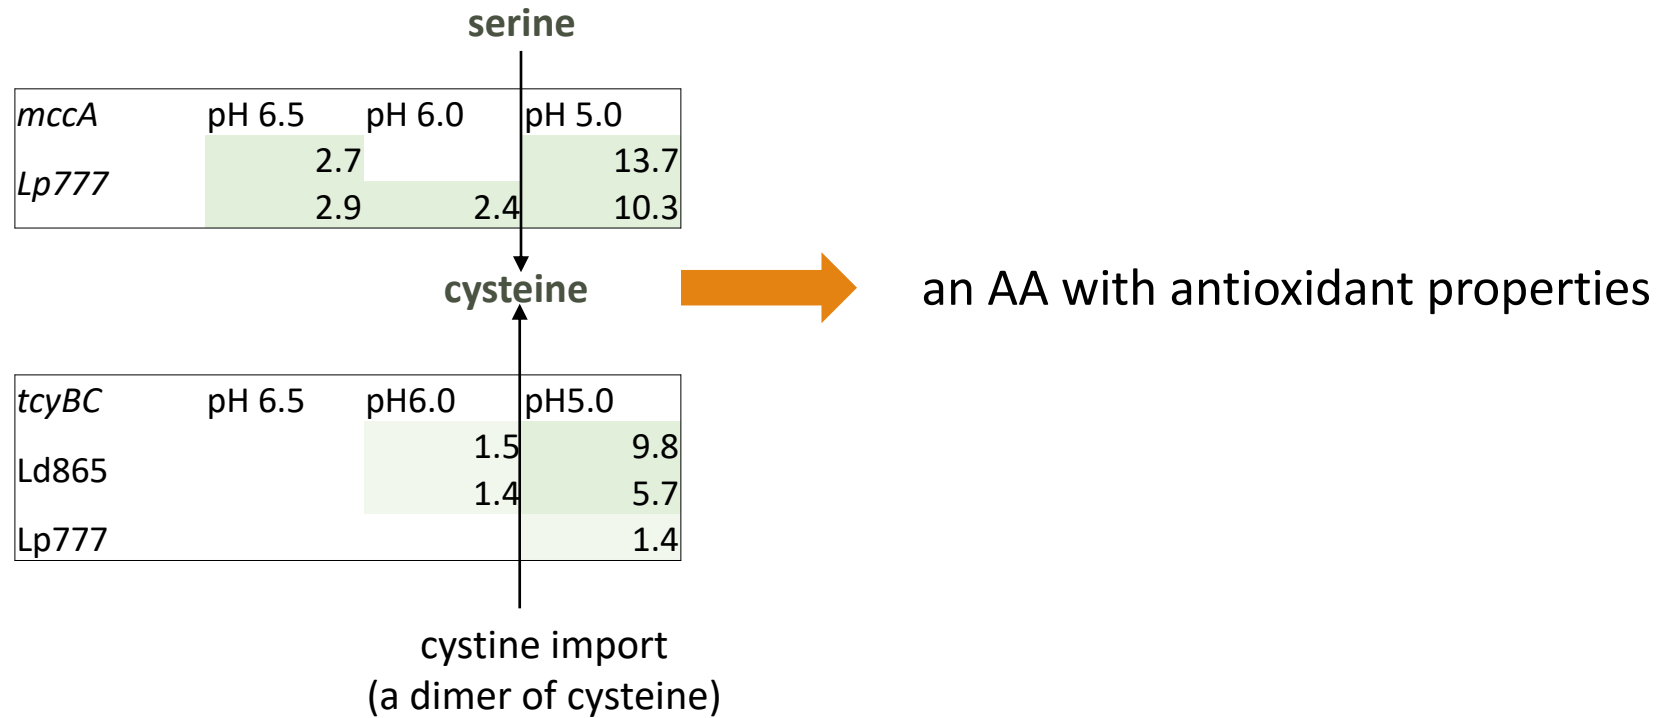 serine
mccA pH 6.5 pH 6.0 pH 5.0
2.7 13.7
Lp777
2.9 2.4 10.3
cysteine
an AA with antioxidant properties
tcyBC pH 6.5 pH6.0 pH5.0
1.5 9.8
Ld865
1.4 5.7
Lp777 1.4
cystine import
(a dimer of cysteine)